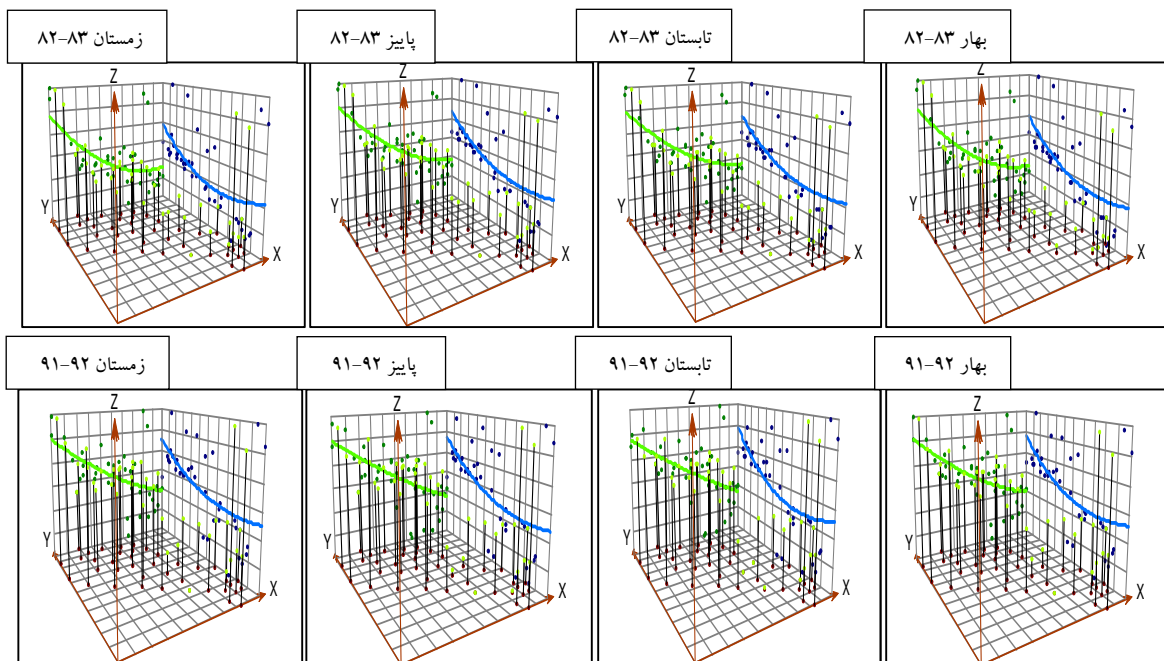 بهار ۸۳-۸۲
تابستان ۸۳-۸۲
پاییز ۸۳-۸۲
زمستان ۸۳-۸۲
Z
Y
X
Z
Y
X
Z
Y
X
Z
Y
X
بهار ۹۲-۹۱
تابستان ۹۲-۹۱
پاییز ۹۲-۹۱
زمستان ۹۲-۹۱
Z
Y
X
Z
Y
X
Z
Y
X
Z
Y
X